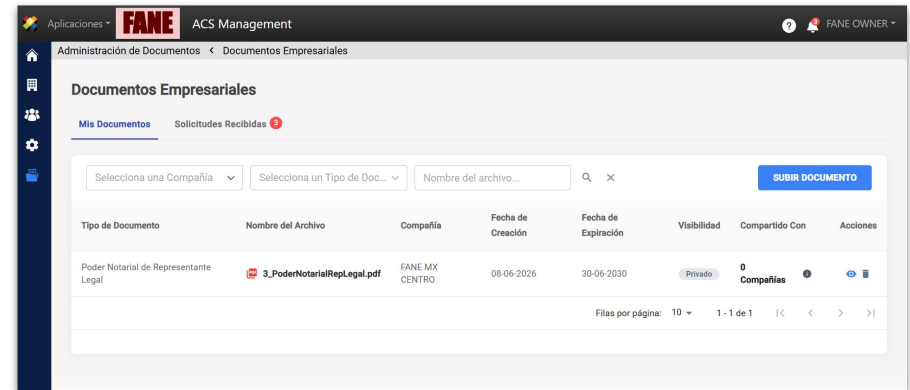 Aplicaciones
FANE
ACS Management
?
3
FANE OWNER
Administración de Documentos < Documentos Empresariales
Documentos Empresariales
Mis Documentos
Solicitudes Recibidas 3
Selecciona una Compañía
Selecciona un Tipo de Doc...
Nombre del archivo...
SUBIR DOCUMENTO
Tipo de Documento
Nombre del Archivo
Compañía
Fecha de
Creación
Fecha de
Expiración
Visibilidad
Compartido Con
Acciones
Poder Notarial de Representante
Legal
PDF
3_PoderNotarialRepLegal.pdf
FANE MX
CENTRO
08-06-2026
30-06-2030
Privado
0
Compañías
Filas por página: 10
1-1 de 1